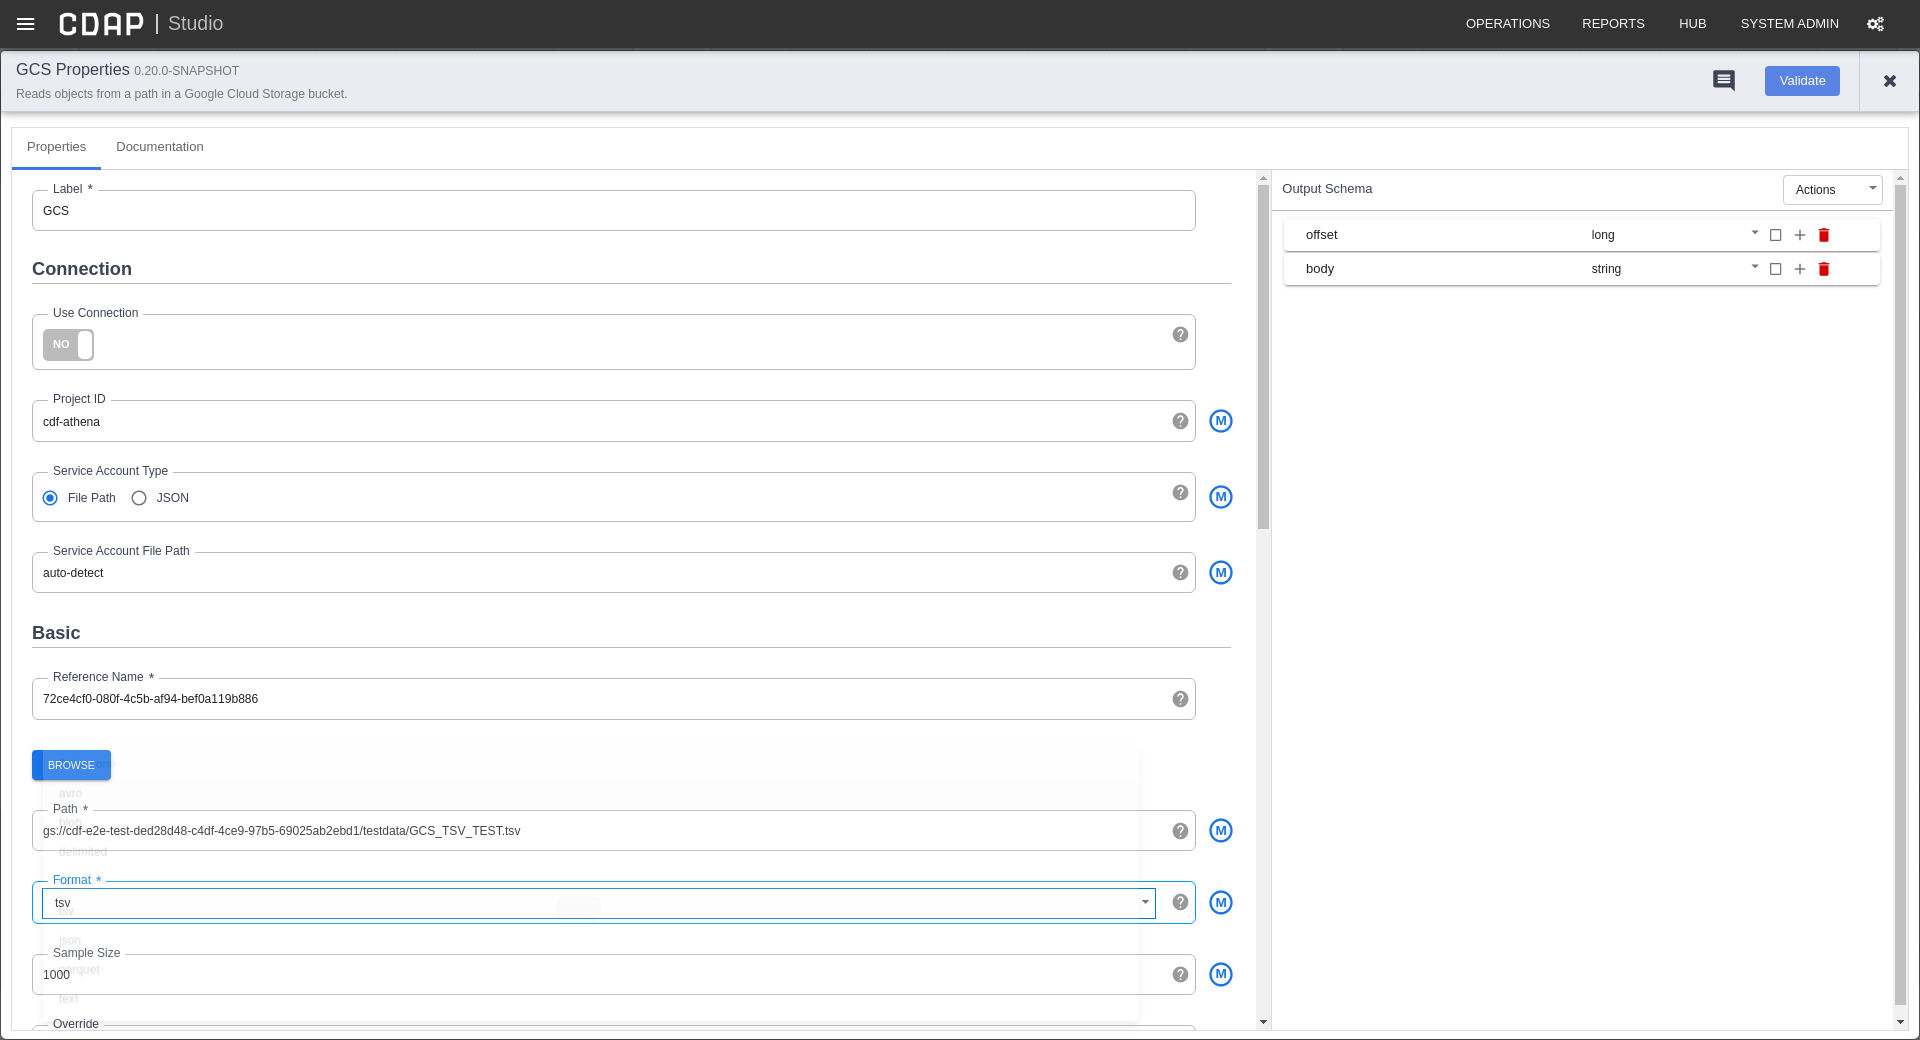 CDAP | Studio
OPERATIONS REPORTS HUB SYSTEM ADMIN
GCS Properties 0.20.0-SNAPSHOT
Reads objects from a path in a Google Cloud Storage bucket.
Validate
Properties Documentation
Label *
GCS
Connection
Use Connection
NO
Project ID
cdf-athena
M
Service Account Type
File Path JSON
M
Service Account File Path
auto-detect
M
Basic
Reference Name *
72ce4cf0-080f-4c5b-af94-bef0a119b886
BROWSE
avro
Path *
blob
gs://cdf-e2e-test-ded28d48-c4df-4ce9-97b5-69025ab2ebd1/testdata/GCS_TSV_TEST.tsv
M
delimited
Format *
tsv
M
tsv
json
Sample Size
parquet
1000
M
text
Override
Output Schema
Actions
offset long
body string